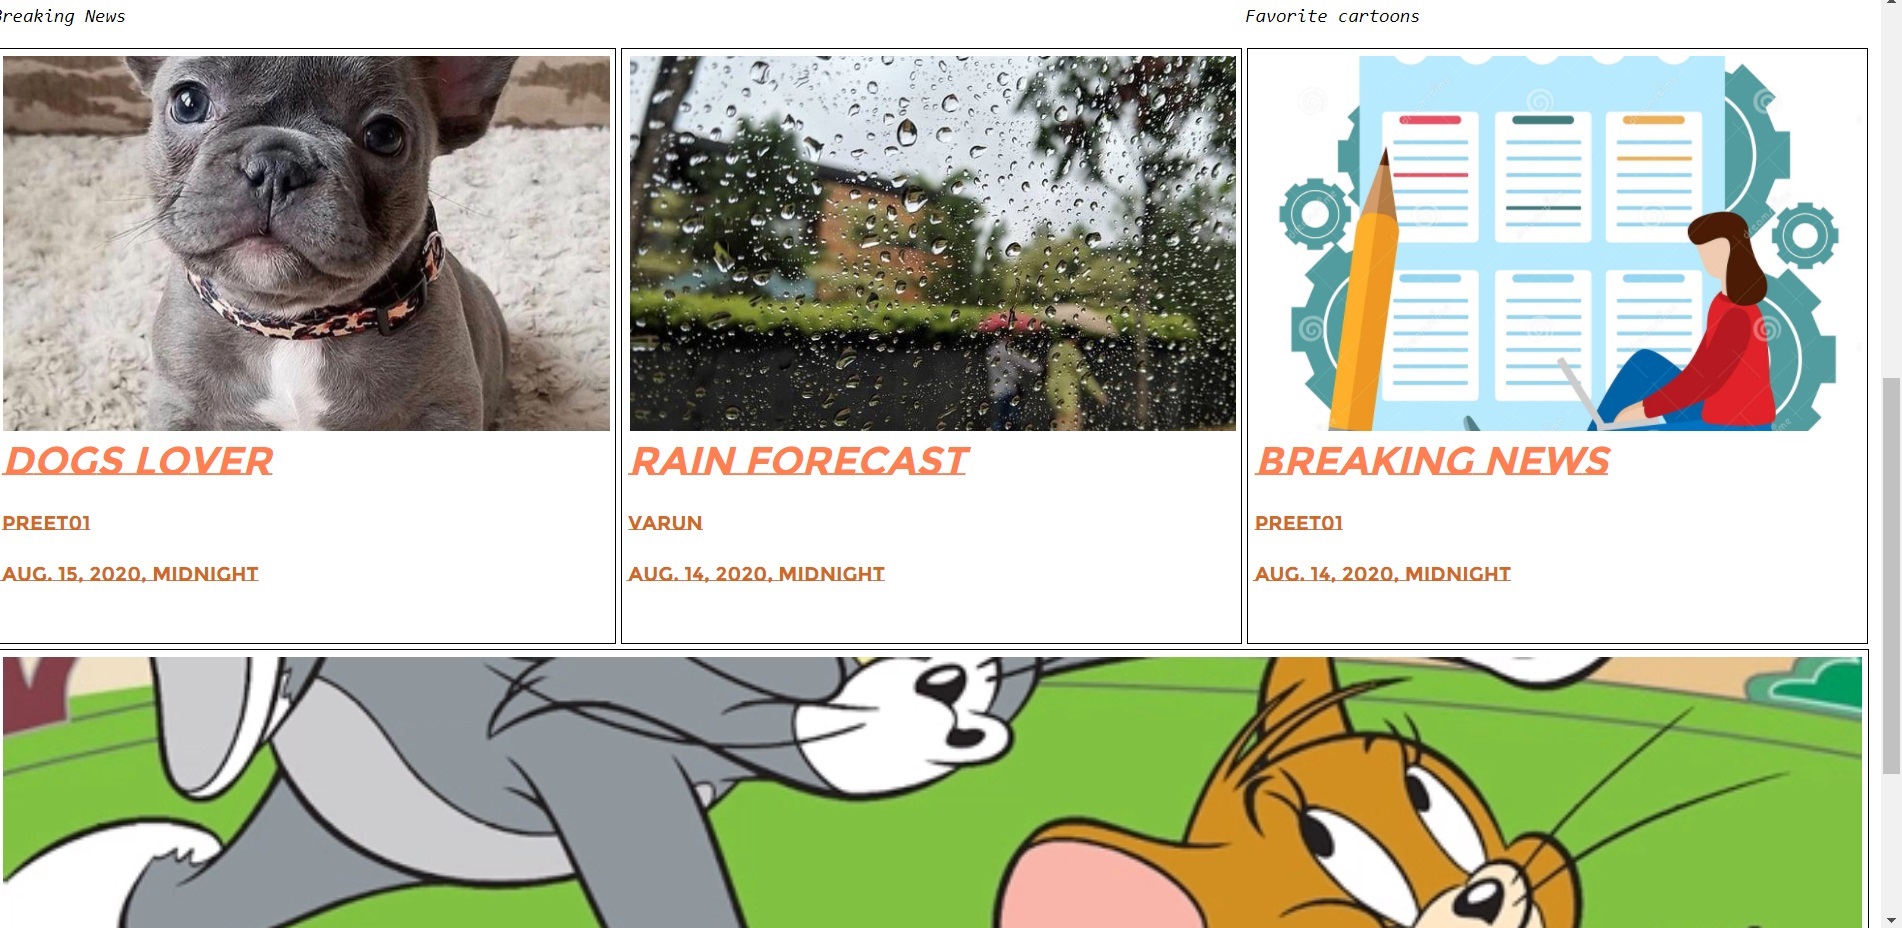 Breaking News
Favorite cartoons
DOGS LOVER
RAIN FORECAST
BREAKING NEWS
PREET01
VARUN
PREET01
AUG. 15, 2020, MIDNIGHT
AUG. 14, 2020, MIDNIGHT
AUG. 14, 2020, MIDNIGHT